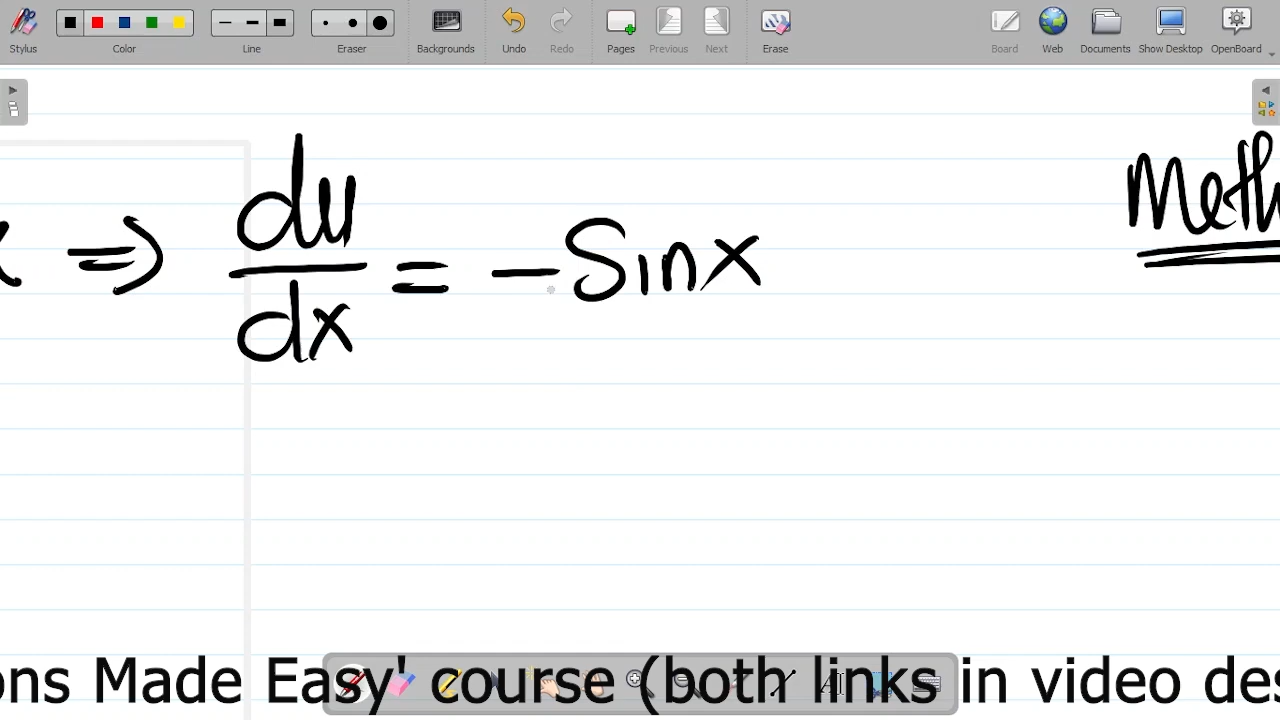 Stylus Color Line Eraser Backgrounds Undo Redo Pages Previous Next Erase Board Web Documents Show Desktop OpenBoard
⇒ du/dx = -Sinx
Meth
ons Made Easy' course (both links in video des